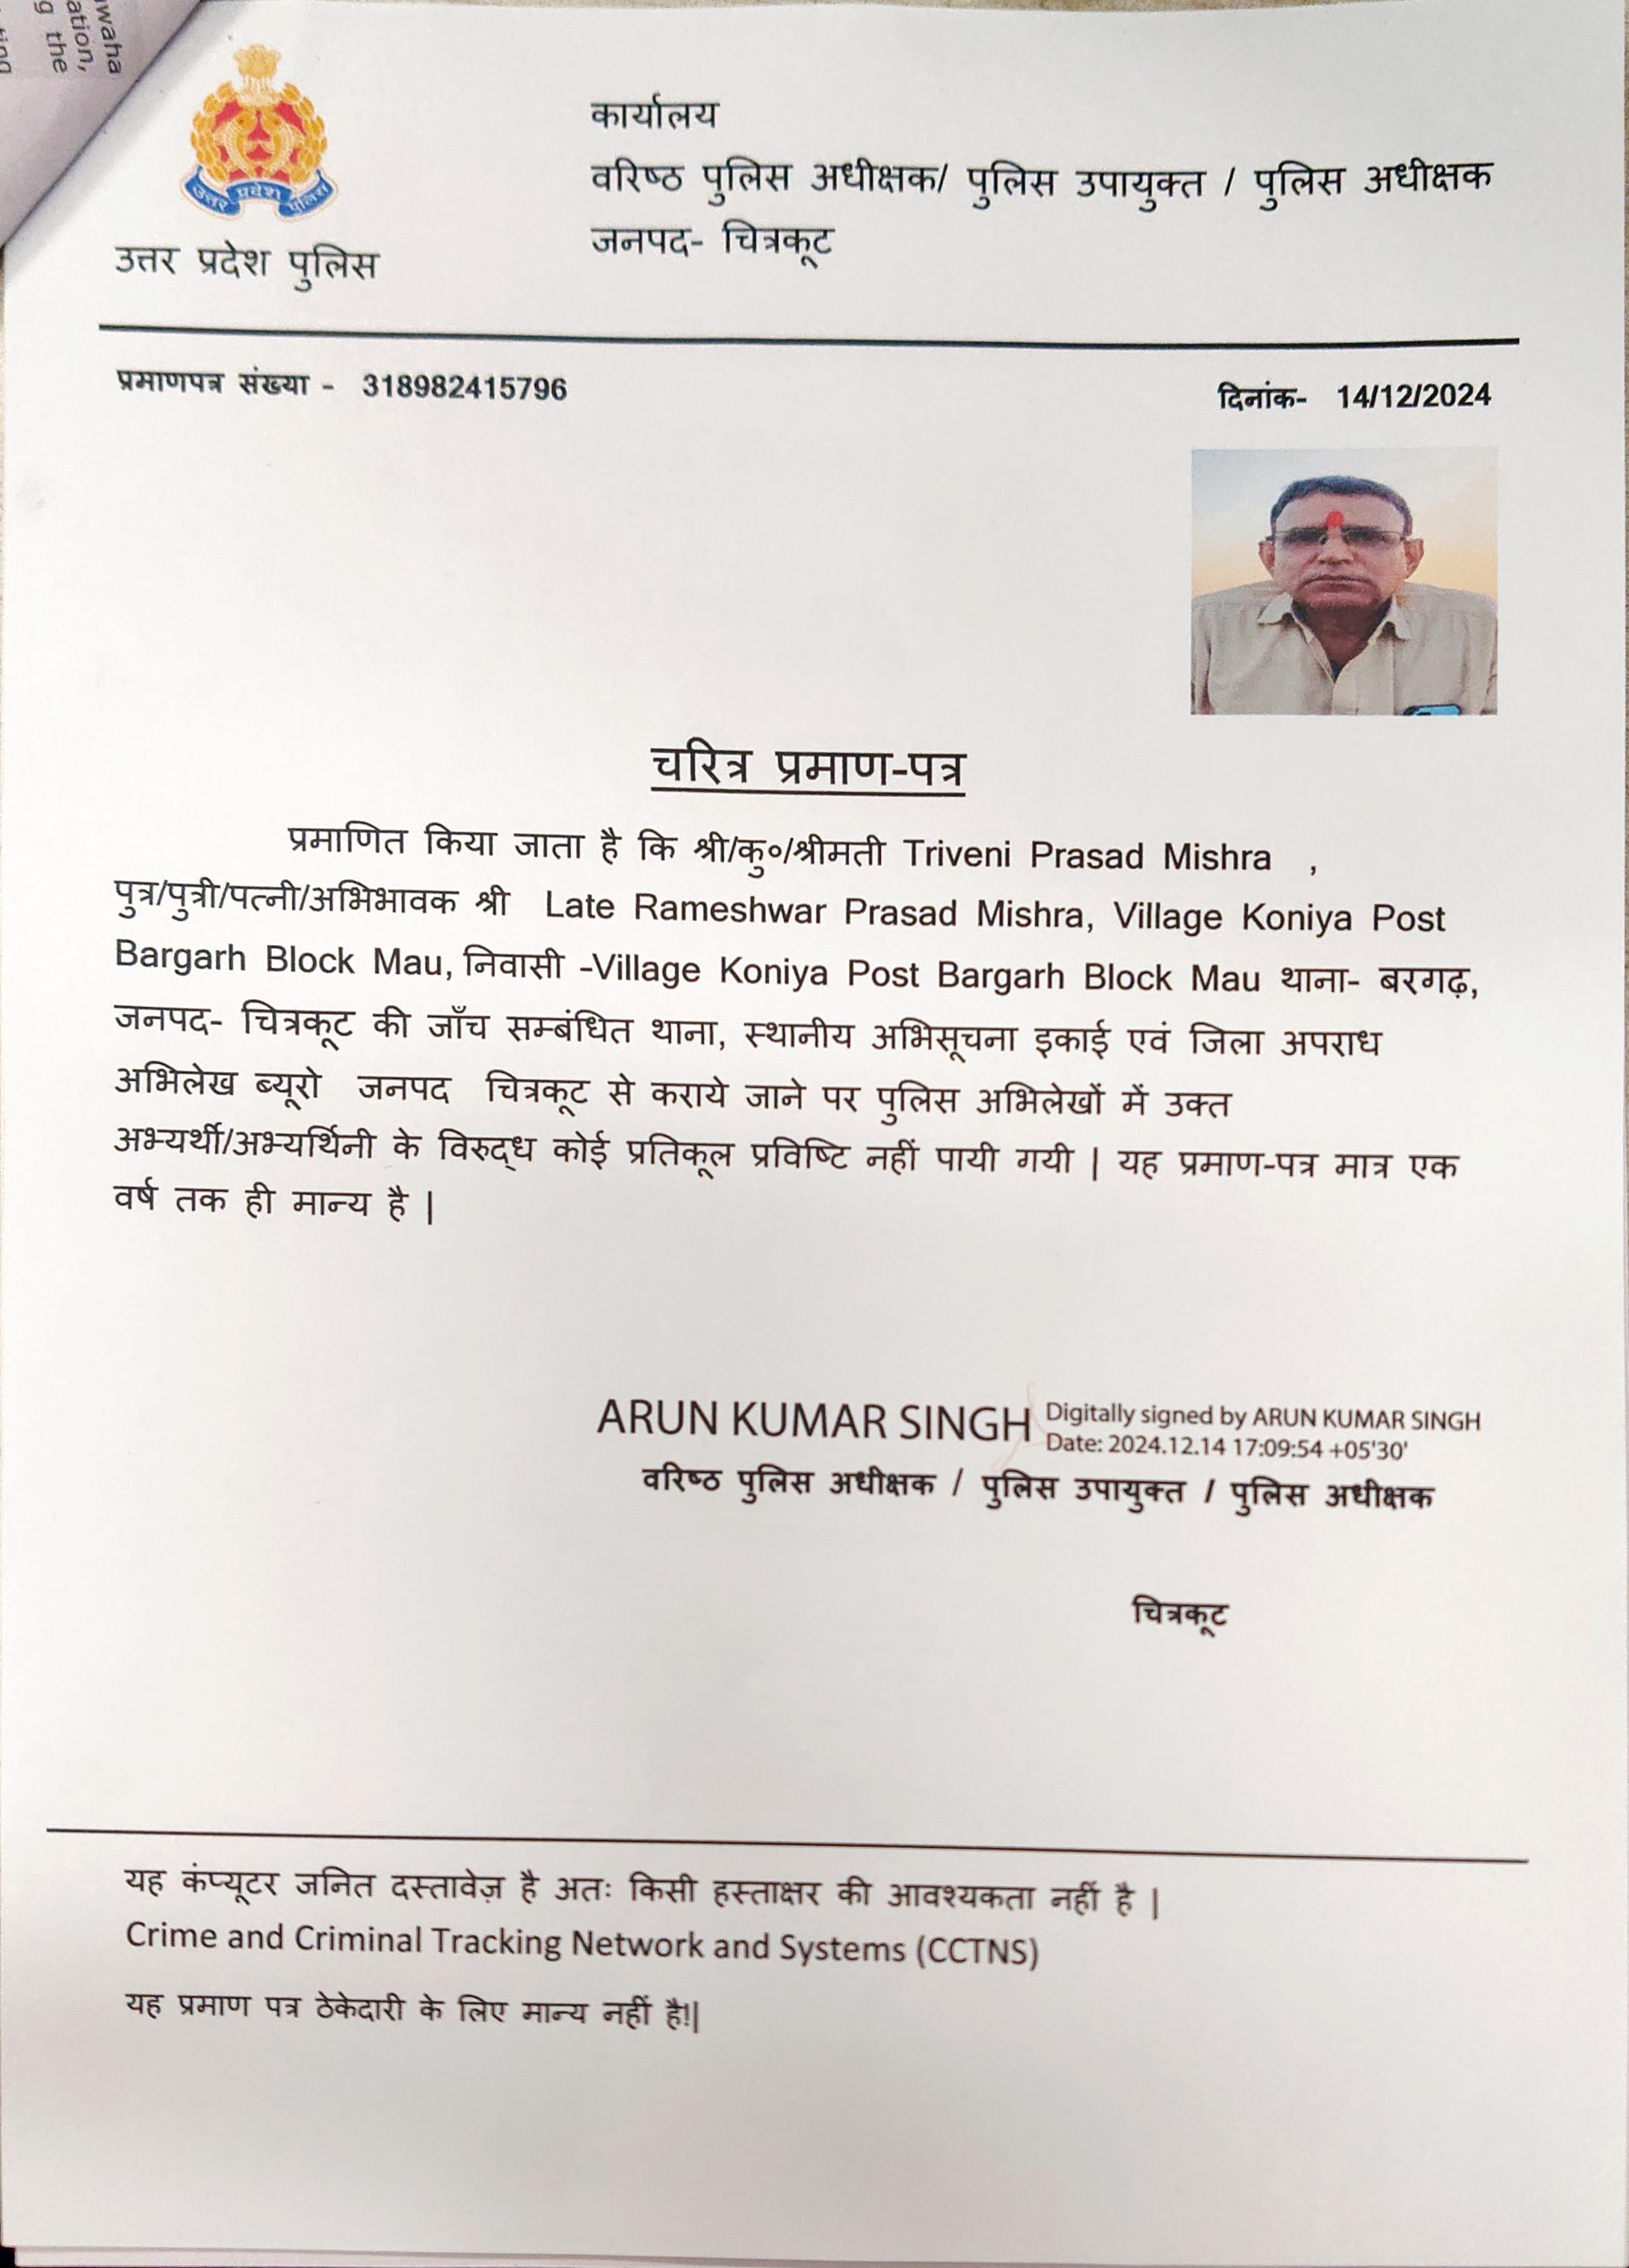 waha
ation,
g the
ting
उत्तर प्रदेश पुलिस
उत्तर प्रदेश पुलिस
कार्यालय
वरिष्ठ पुलिस अधीक्षक/ पुलिस उपायुक्त / पुलिस अधीक्षक
जनपद- चित्रकूट
प्रमाणपत्र संख्या - 318982415796
दिनांक- 14/12/2024
चरित्र प्रमाण-पत्र
प्रमाणित किया जाता है कि श्री/कु०/श्रीमती Triveni Prasad Mishra ,
पुत्र/पुत्री/पत्नी/अभिभावक श्री Late Rameshwar Prasad Mishra, Village Koniya Post
Bargarh Block Mau, निवासी -Village Koniya Post Bargarh Block Mau थाना- बरगढ़,
जनपद- चित्रकूट की जाँच सम्बंधित थाना, स्थानीय अभिसूचना इकाई एवं जिला अपराध
अभिलेख ब्यूरो जनपद चित्रकूट से कराये जाने पर पुलिस अभिलेखों में उक्त
अभ्यर्थी/अभ्यर्थिनी के विरुद्ध कोई प्रतिकूल प्रविष्टि नहीं पायी गयी | यह प्रमाण-पत्र मात्र एक
वर्ष तक ही मान्य है |
ARUN KUMAR SINGH
Digitally signed by ARUN KUMAR SINGH
Date: 2024.12.14 17:09:54 +05'30'
वरिष्ठ पुलिस अधीक्षक / पुलिस उपायुक्त / पुलिस अधीक्षक
चित्रकूट
यह कंप्यूटर जनित दस्तावेज़ है अतः किसी हस्ताक्षर की आवश्यकता नहीं है |
Crime and Criminal Tracking Network and Systems (CCTNS)
यह प्रमाण पत्र ठेकेदारी के लिए मान्य नहीं है!|